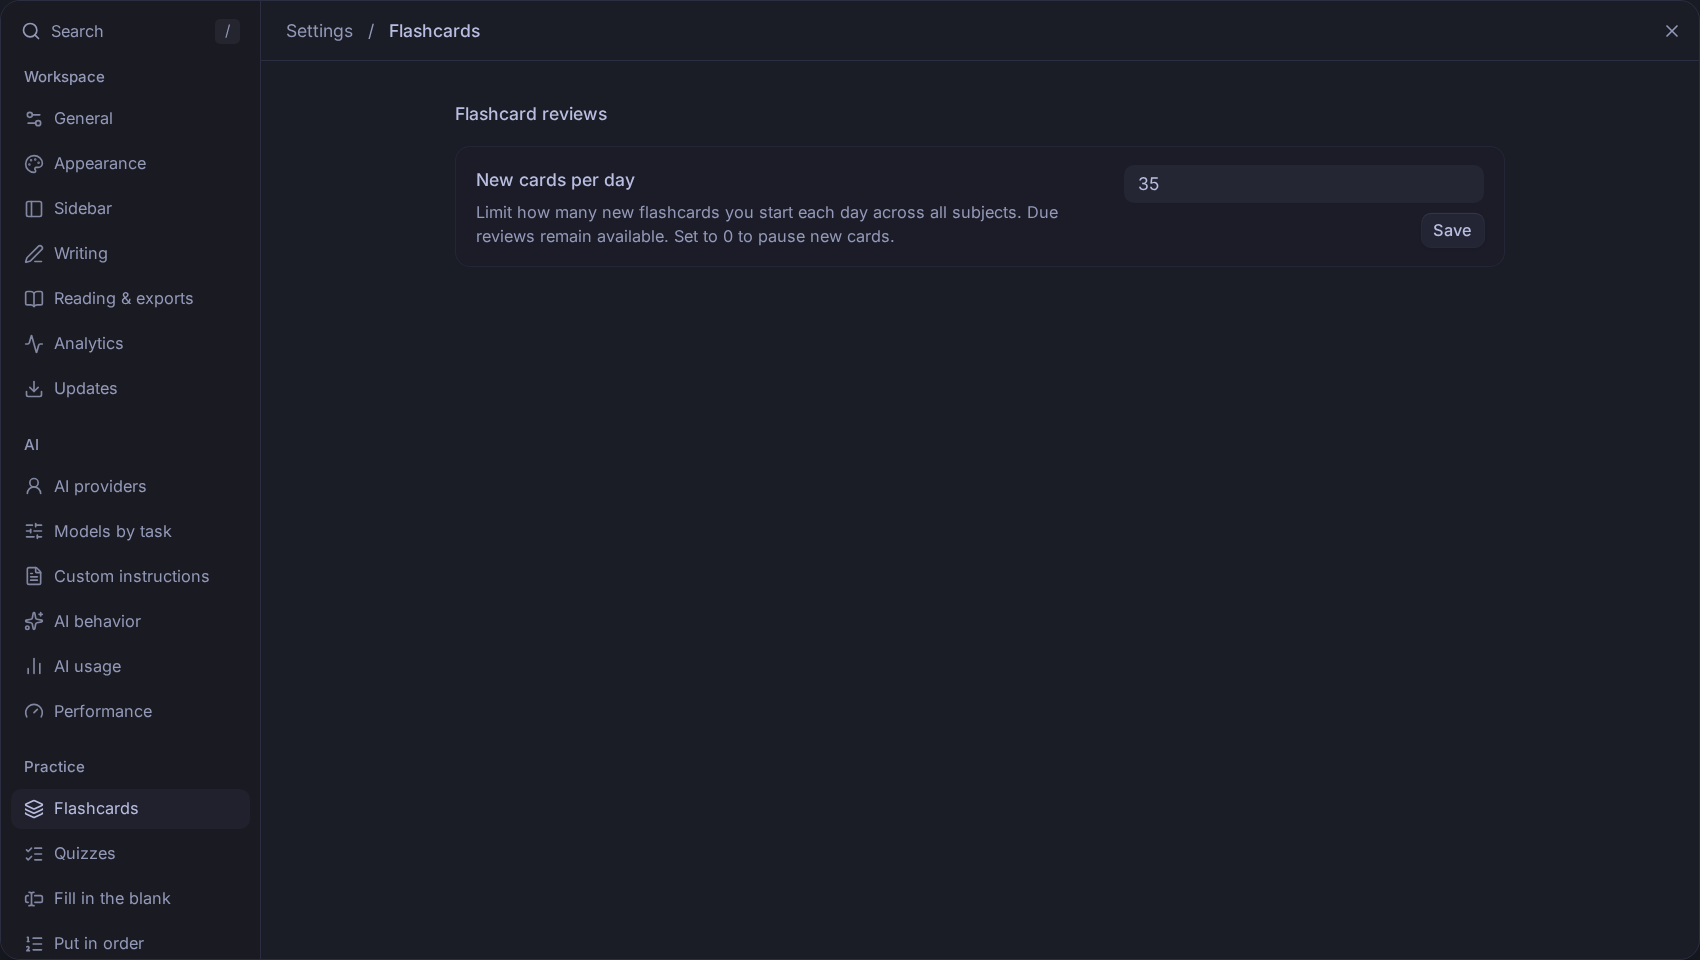 Search /
Workspace
General
Appearance
Sidebar
Writing
Reading & exports
Analytics
Updates
AI
AI providers
Models by task
Custom instructions
AI behavior
AI usage
Performance
Practice
Flashcards
Quizzes
Fill in the blank
Put in order
Settings / Flashcards
Flashcard reviews
New cards per day
Limit how many new flashcards you start each day across all subjects. Due
reviews remain available. Set to 0 to pause new cards.
35
Save